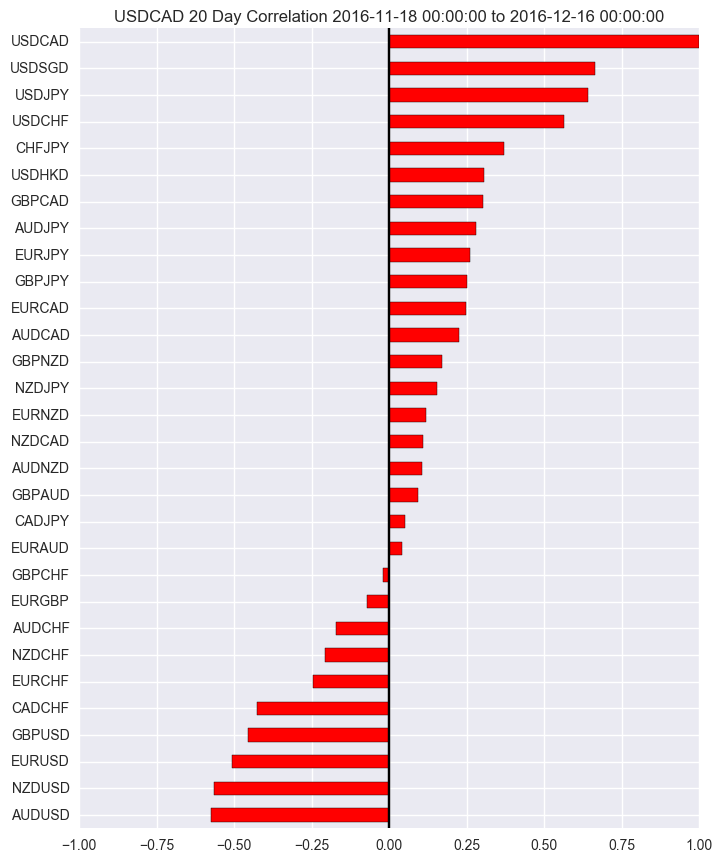 USDCAD 20 Day Correlation 2016-11-18 00:00:00 to 2016-12-16 00:00:00
USDCAD
USDSGD
USDJPY
USDCHF
CHFJPY
USDHKD
GBPCAD
AUDJPY
EURJPY
GBPJPY
EURCAD
AUDCAD
GBPNZD
NZDJPY
EURNZD
NZDCAD
AUDNZD
GBPAUD
CADJPY
EURAUD
GBPCHF
EURGBP
AUDCHF
NZDCHF
EURCHF
CADCHF
GBPUSD
EURUSD
NZDUSD
AUDUSD
−1.00 −0.75 −0.50 −0.25 0.00 0.25 0.50 0.75 1.00